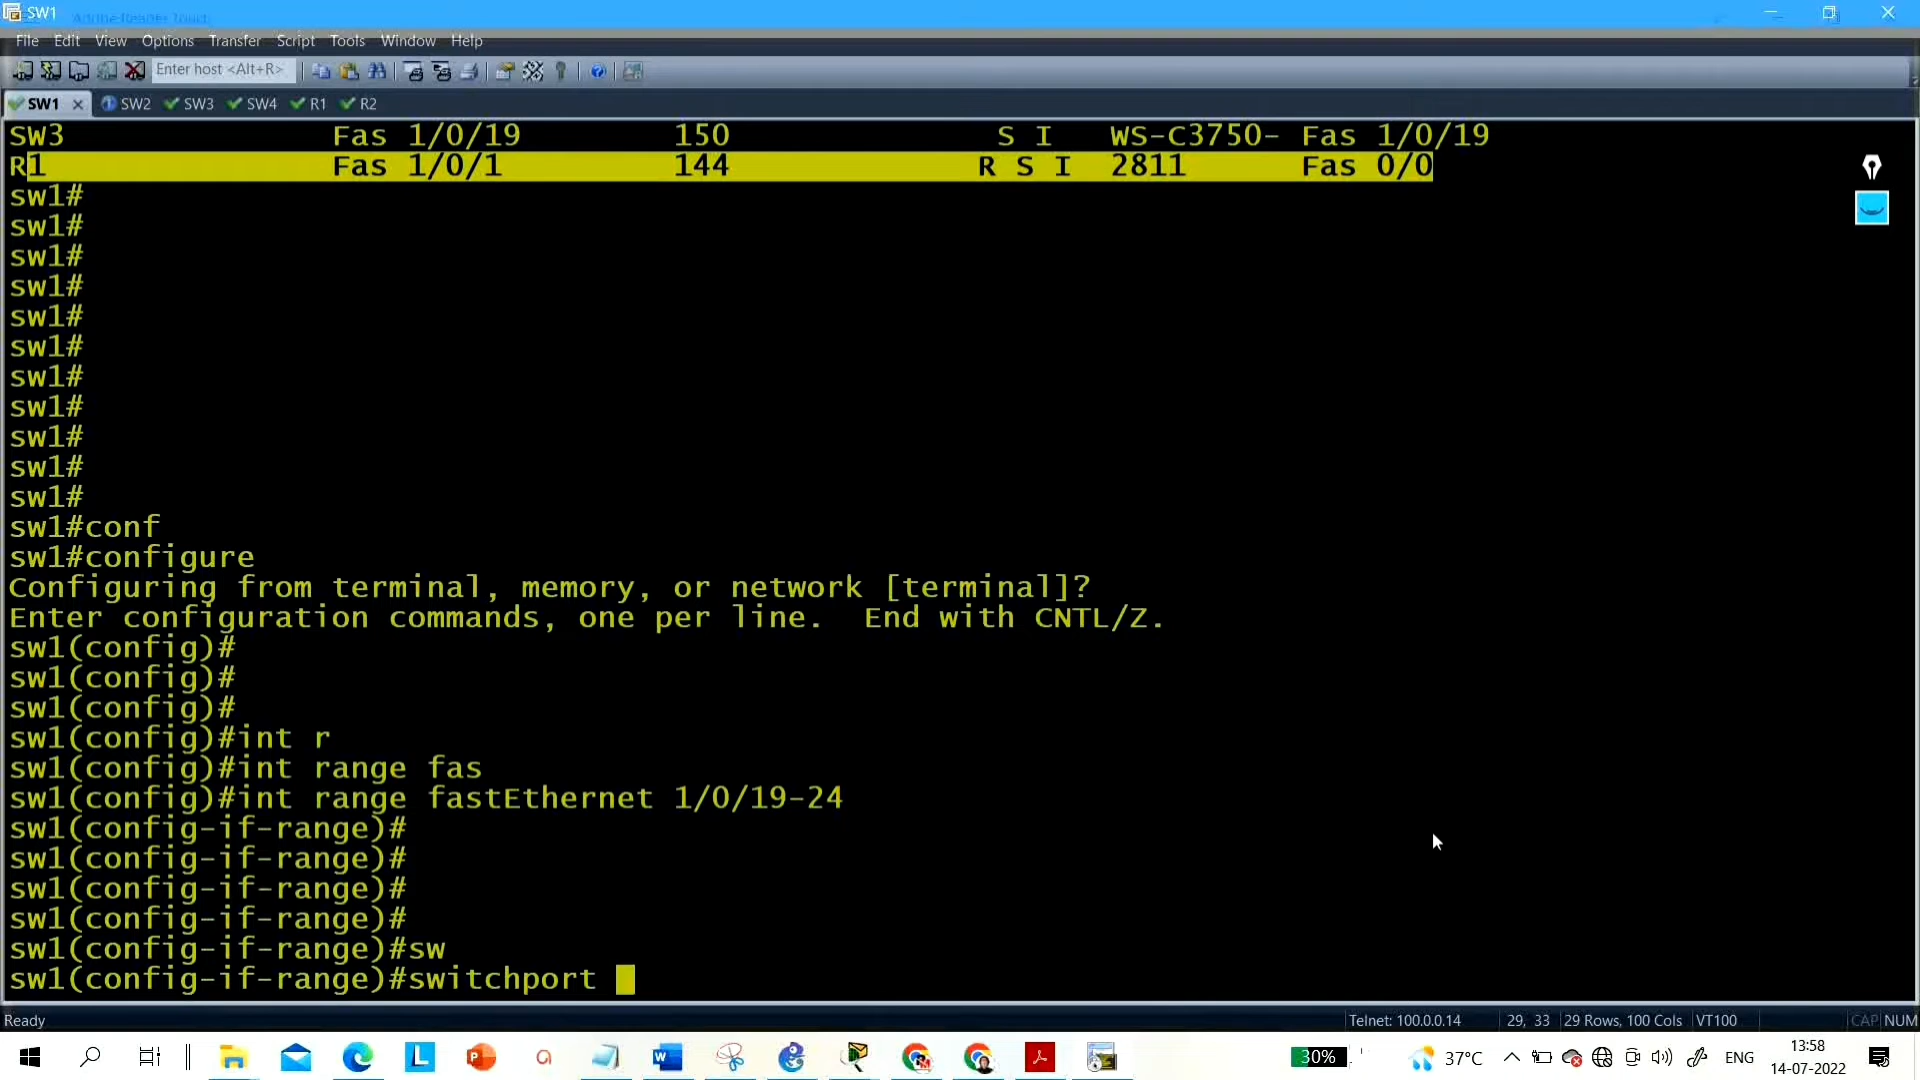 SW1
Adobe Reader Touch
File Edit View Options Transfer Script Tools Window Help
Enter host <Alt+R>
SW1 SW2 SW3 SW4 R1 R2
SW3 Fas 1/0/19 150 S I WS-C3750- Fas 1/0/19
R1 Fas 1/0/1 144 R S I 2811 Fas 0/0
sw1#
sw1#
sw1#
sw1#
sw1#
sw1#
sw1#
sw1#
sw1#
sw1#
sw1#
sw1#conf
sw1#configure
Configuring from terminal, memory, or network [terminal]?
Enter configuration commands, one per line. End with CNTL/Z.
sw1(config)#
sw1(config)#
sw1(config)#
sw1(config)#int r
sw1(config)#int range fas
sw1(config)#int range fastEthernet 1/0/19-24
sw1(config-if-range)#
sw1(config-if-range)#
sw1(config-if-range)#
sw1(config-if-range)#
sw1(config-if-range)#sw
sw1(config-if-range)#switchport
Ready Telnet: 100.0.0.14 29, 33 29 Rows, 100 Cols VT100 CAP NUM
30% 37°C ENG 13:58
14-07-2022